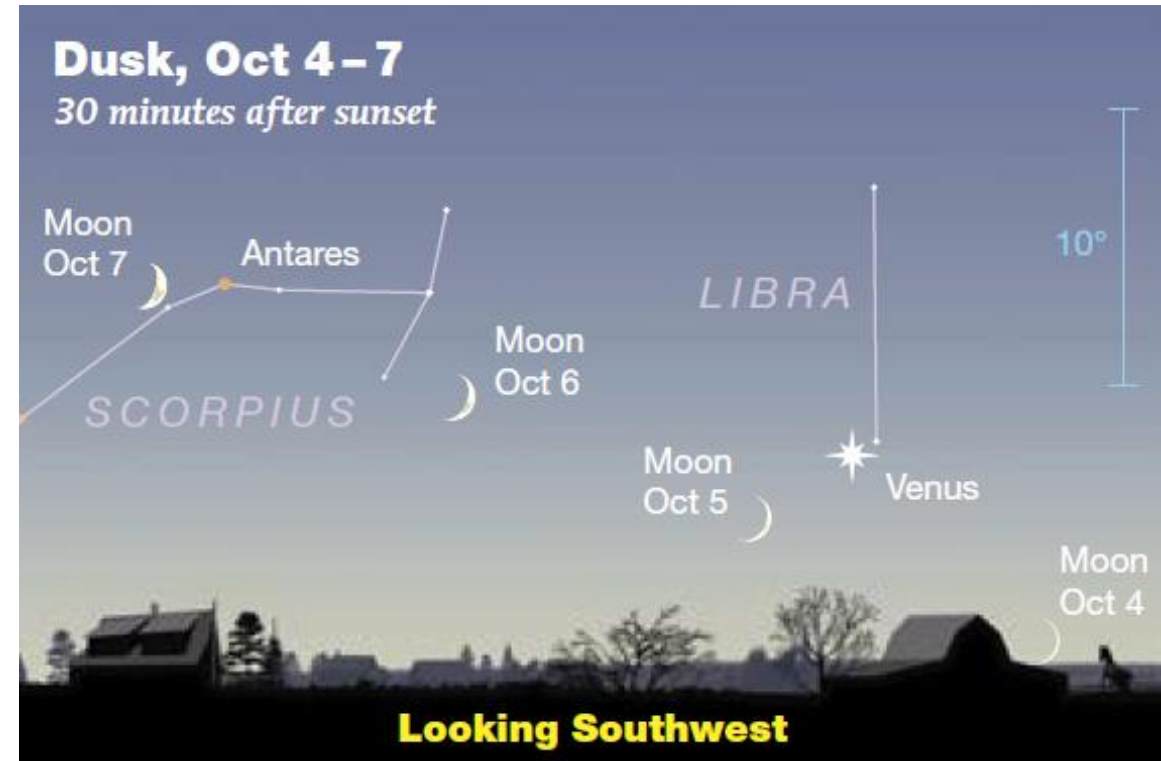 Dusk, Oct 4–7
30 minutes after sunset
Moon
Oct 7
Antares
10°
LIBRA
Moon
Oct 6
SCORPIUS
Moon
Oct 5
Venus
Moon
Oct 4
Looking Southwest